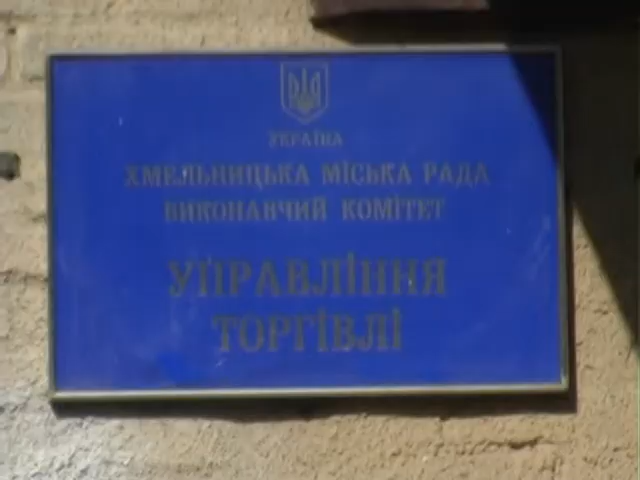 УКРАЇНА
ХМЕЛЬНИЦЬКА МІСЬКА РАДА
ВИКОНАВЧИЙ КОМІТЕТ
УПРАВЛІННЯ
ТОРГІВЛІ